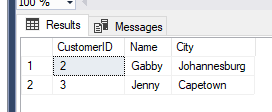 100 %
Results Messages
CustomerID Name City
1 2 Gabby Johannesburg
2 3 Jenny Capetown